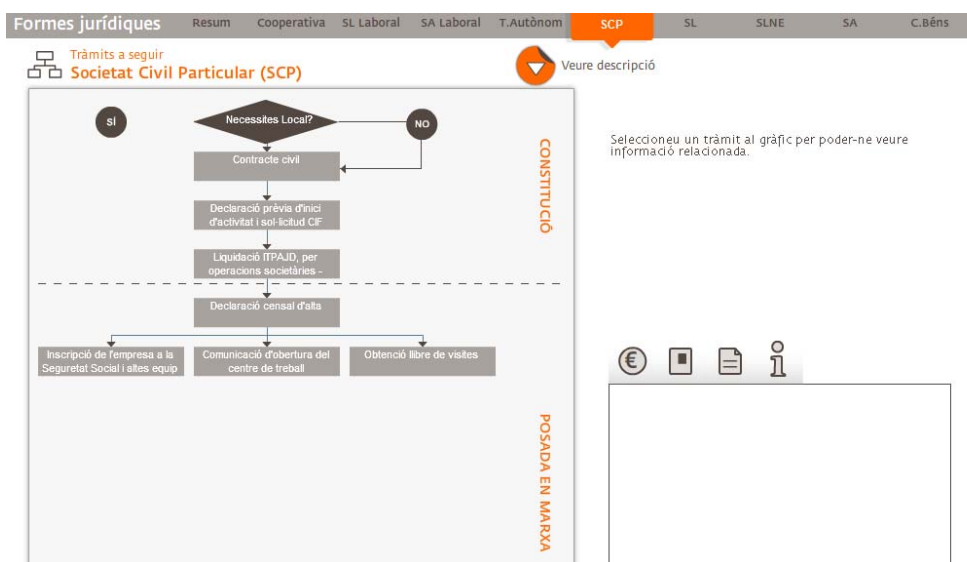 Formes jurídiques Resum Cooperativa SL Laboral SA Laboral T.Autònom SCP SL SLNE SA C.Béns
Tràmits a seguir
Societat Civil Particular (SCP)
Veure descripció
SÍ
Necessites Local?
NO
Contracte civil
Declaració prèvia d'inici
d'activitat i sol·licitud CIF
Liquidació ITPAJD, per
operacions societàries -
CONSTITUCIÓ
Seleccioneu un tràmit al gràfic per poder-ne veure
informació relacionada.
Declaració censal d'alta
Inscripció de l'empresa a la
Seguretat Social i altes equip
Comunicació d'obertura del
centre de treball
Obtenció llibre de visites
POSADA EN MARXA